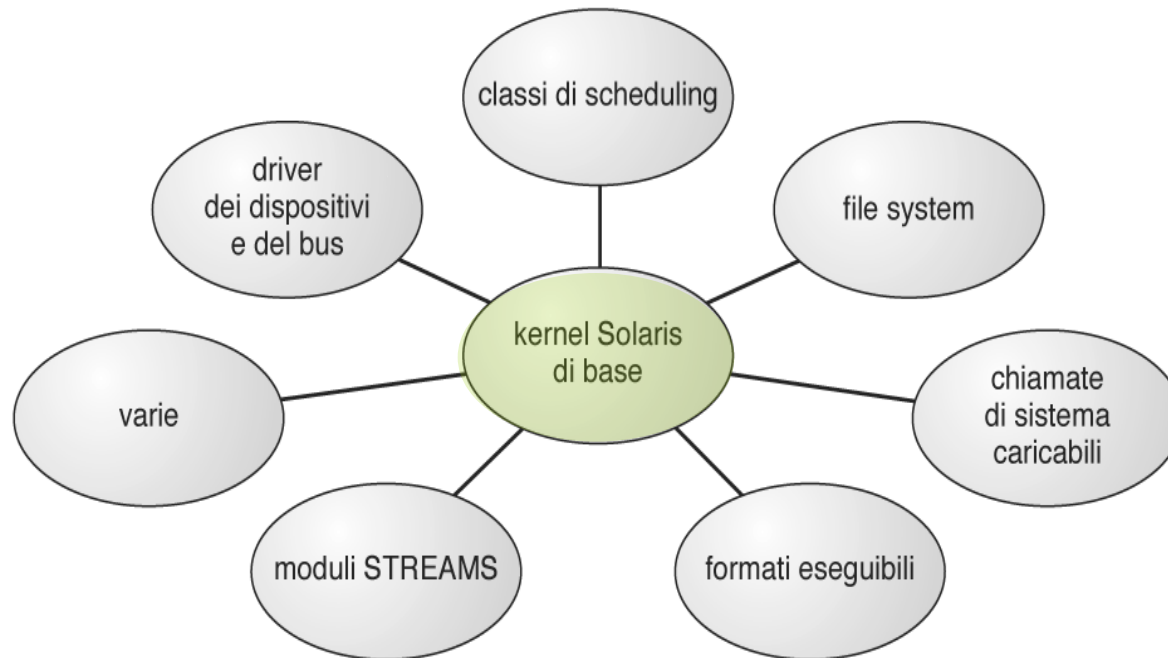 classi di scheduling
driver
dei dispositivi
e del bus
file system
kernel Solaris
di base
varie
chiamate
di sistema
caricabili
moduli STREAMS
formati eseguibili